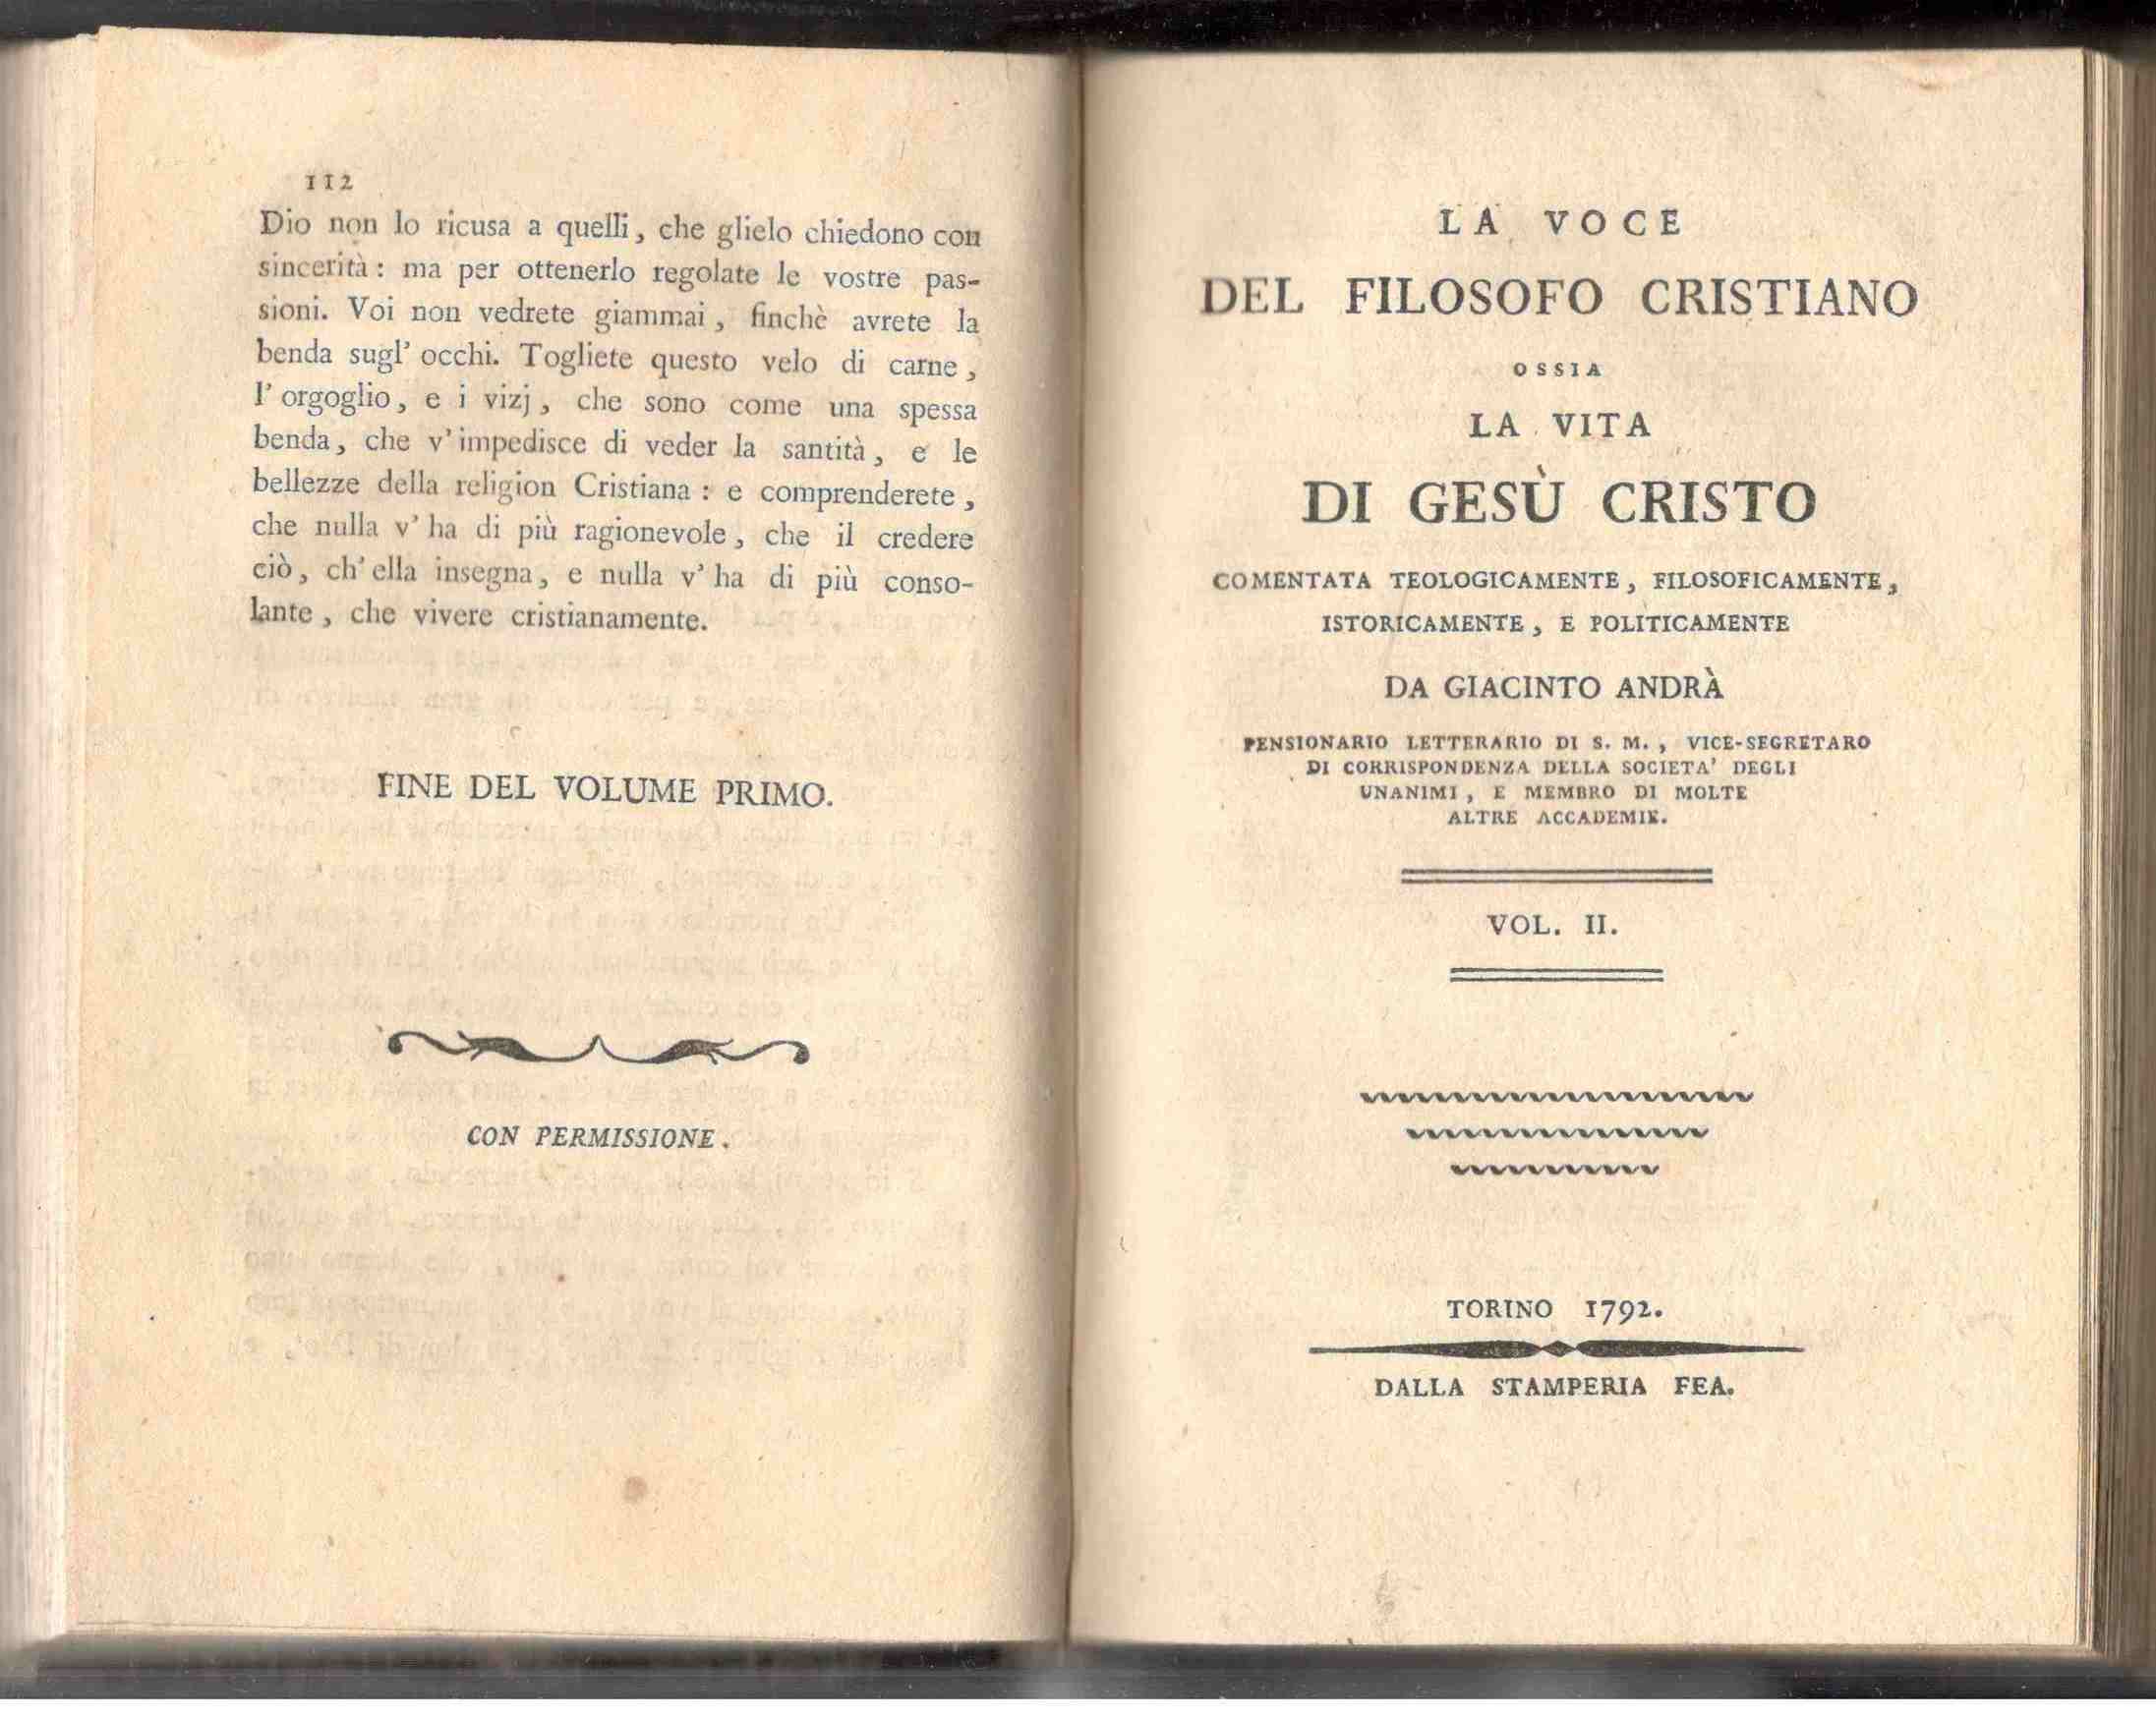 112
Dio non lo ricusa a quelli, che glielo chiedono con
sincerità: ma per ottenerlo regolate le vostre pas-
sioni. Voi non vedrete giammai, finchè avrete la
benda sugl' occhi. Togliete questo velo di carne,
l' orgoglio, e i vizj, che sono come una spessa
benda, che v' impedisce di veder la santità, e le
bellezze della religion Cristiana: e comprenderete,
che nulla v' ha di più ragionevole, che il credere
ciò, ch' ella insegna, e nulla v' ha di più conso-
lante, che vivere cristianamente.
FINE DEL VOLUME PRIMO.
CON PERMISSIONE.
LA VOCE
DEL FILOSOFO CRISTIANO
OSSIA
LA VITA
DI GESÙ CRISTO
COMENTATA TEOLOGICAMENTE, FILOSOFICAMENTE,
ISTORICAMENTE, E POLITICAMENTE
DA GIACINTO ANDRÀ
PENSIONARIO LETTERARIO DI S. M., VICE-SEGRETARO
DI CORRISPONDENZA DELLA SOCIETA' DEGLI
UNANIMI, E MEMBRO DI MOLTE
ALTRE ACCADEMIE.
VOL. II.
TORINO 1792.
DALLA STAMPERIA FEA.